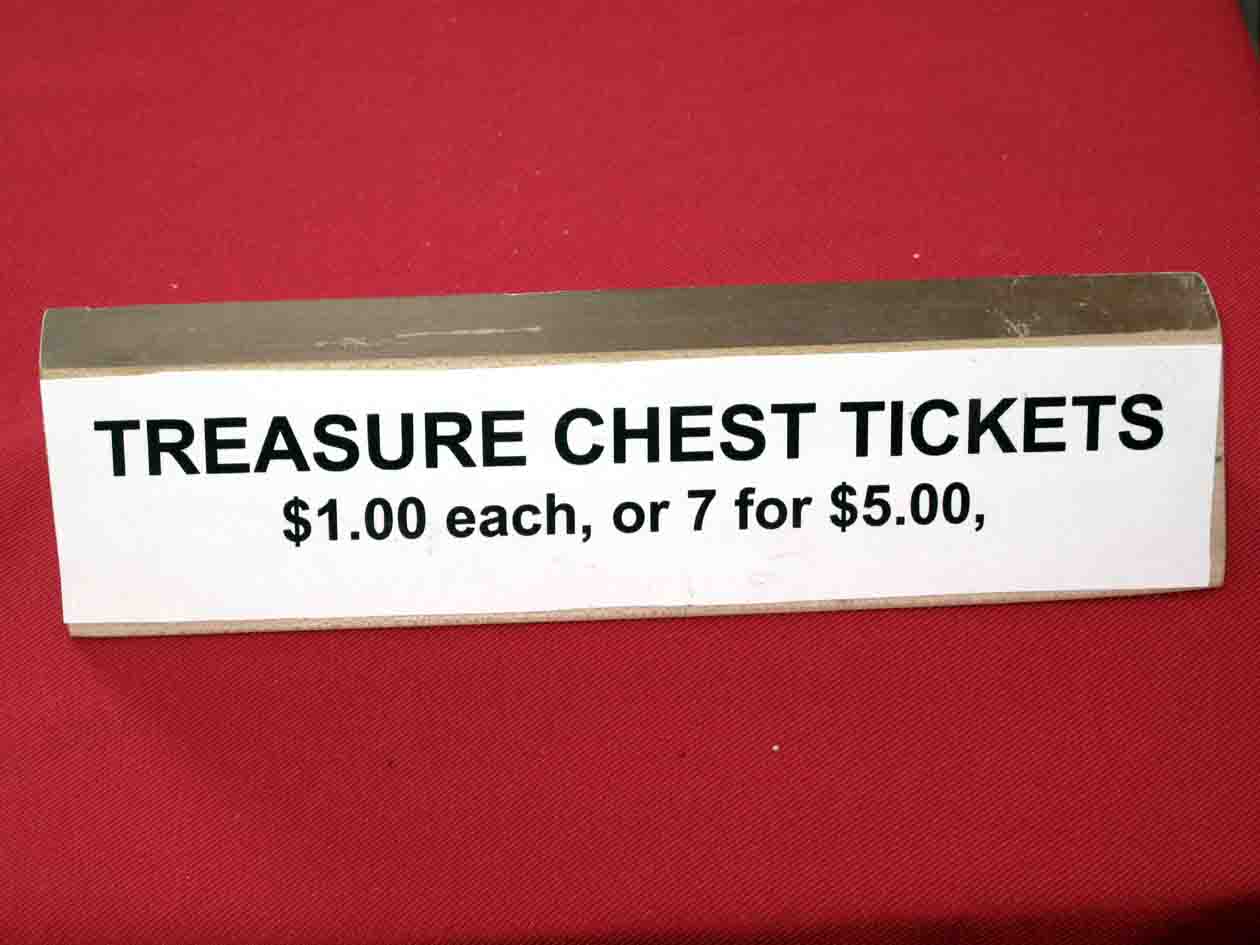 TREASURE CHEST TICKETS
$1.00 each, or 7 for $5.00,